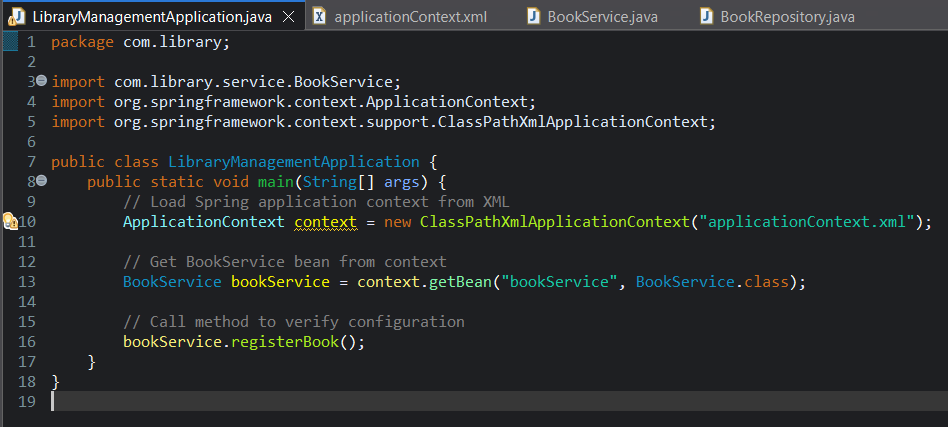 LibraryManagementApplication.java applicationContext.xml BookService.java BookRepository.java
1 package com.library;
2
3 import com.library.service.BookService;
4 import org.springframework.context.ApplicationContext;
5 import org.springframework.context.support.ClassPathXmlApplicationContext;
6
7 public class LibraryManagementApplication {
8     public static void main(String[] args) {
9         // Load Spring application context from XML
10         ApplicationContext context = new ClassPathXmlApplicationContext("applicationContext.xml");
11
12         // Get BookService bean from context
13         BookService bookService = context.getBean("bookService", BookService.class);
14
15         // Call method to verify configuration
16         bookService.registerBook();
17     }
18 }
19